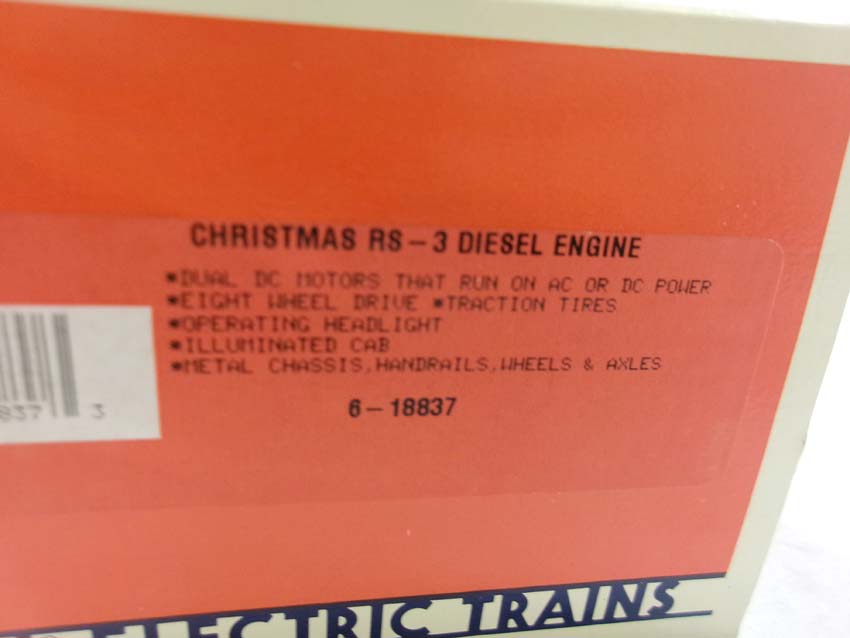 CHRISTMAS RS-3 DIESEL ENGINE
*DUAL DC MOTORS THAT RUN ON AC OR DC POWER
*EIGHT WHEEL DRIVE *TRACTION TIRES
*OPERATING HEADLIGHT
*ILLUMINATED CAB
*METAL CHASSIS,HANDRAILS,WHEELS & AXLES
837 3
6-18837
ELECTRIC TRAINS